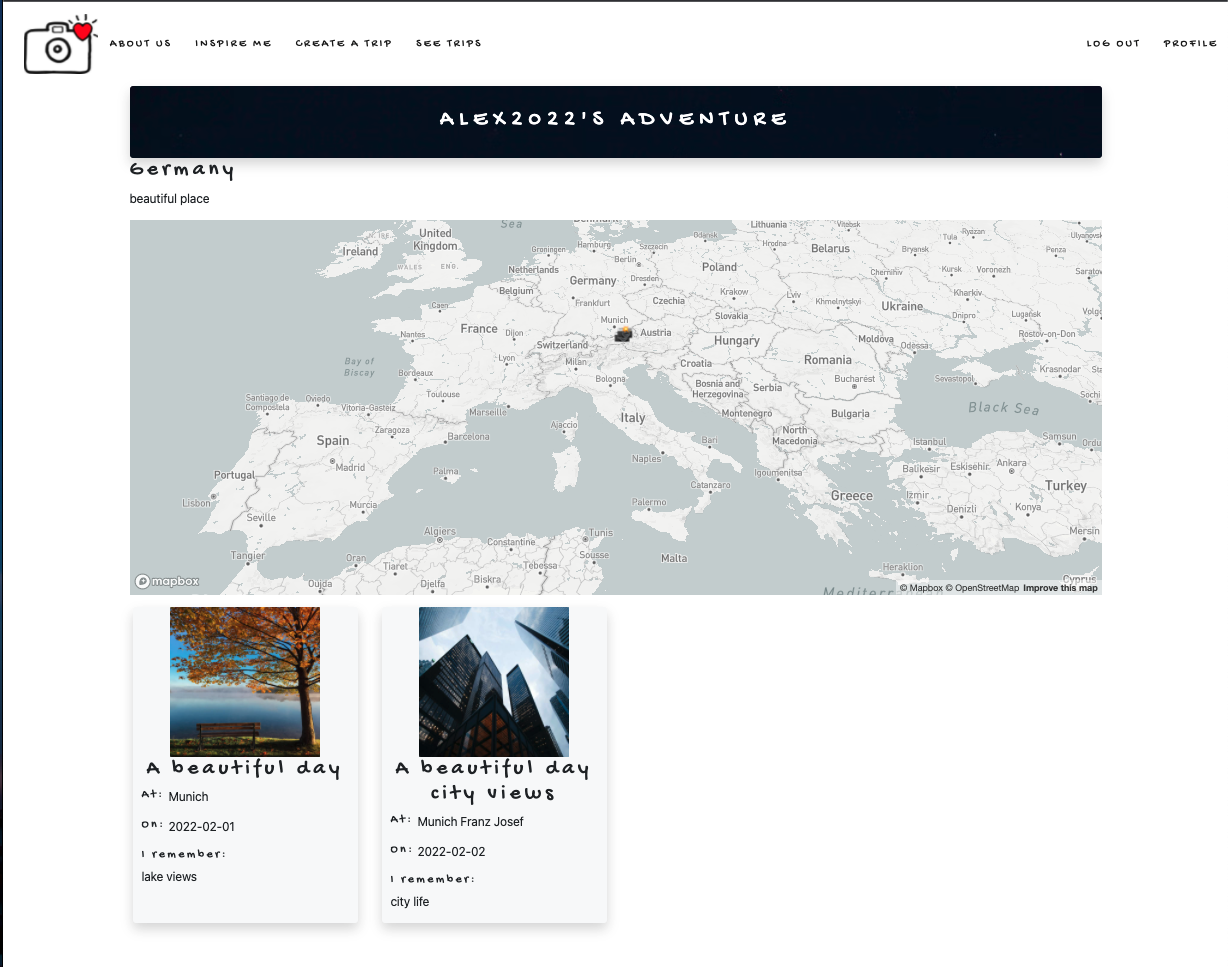 ABOUT US INSPIRE ME CREATE A TRIP SEE TRIPS LOG OUT PROFILE
ALEX2022'S ADVENTURE
Germany
beautiful place
Sea
Lithuania
Vitebsk
United Kingdom
Ireland
WALES ENG.
Groningen
Hamburg
Szczecin
Gdansk
Hrodna
Belarus
Bryansk
Tula
Ryazan
Penza
Ulyanovsk
Netherlands
Berlin
Poland
Germany
Dresden
Chernihiv
Kursk
Voronezh
Belgium
Frankfurt
Czechia
Krakow
Lviv
Khmelnytskyi
Kharkiv
Ukraine
Caen
Slovakia
Dnipro
Luhansk
Nantes
France
Dijon
Munich
Austria
Hungary
Moldova
Odessa
Rostov-on-Don
Switzerland
Bay of
Biscay
Lyon
Milan
Croatia
Romania
Bordeaux
Bologna
Bosnia and
Herzegovina
Serbia
Bucharest
Sevastopol
Krasnodar
Santiago de
Compostela
Oviedo
Vitoria-Gasteiz
Toulouse
Marseille
Sochi
Black Sea
Montenegro
Bulgaria
Zaragoza
Barcelona
Ajaccio
Italy
North
Macedonia
Istanbul
Samsun
Ordu
Spain
Madrid
Bari
Naples
Portugal
Palma
Catanzaro
Igoumenitsa
Balıkesir
Eskisehir
Ankara
Lisbon
Murcia
Palermo
Greece
Izmir
Turkey
Seville
Denizli
Konya
Tangier
Algiers
Tunis
Mersin
Oran
Constantine
Sousse
Malta
Tiaret
Tebessa
Heraklion
Oujda
Djelfa
Biskra
Cyprus
mapbox
© Mapbox © OpenStreetMap Improve this map
A beautiful day
At: Munich
On: 2022-02-01
I remember:
lake views
A beautiful day
city views
At: Munich Franz Josef
On: 2022-02-02
I remember:
city life